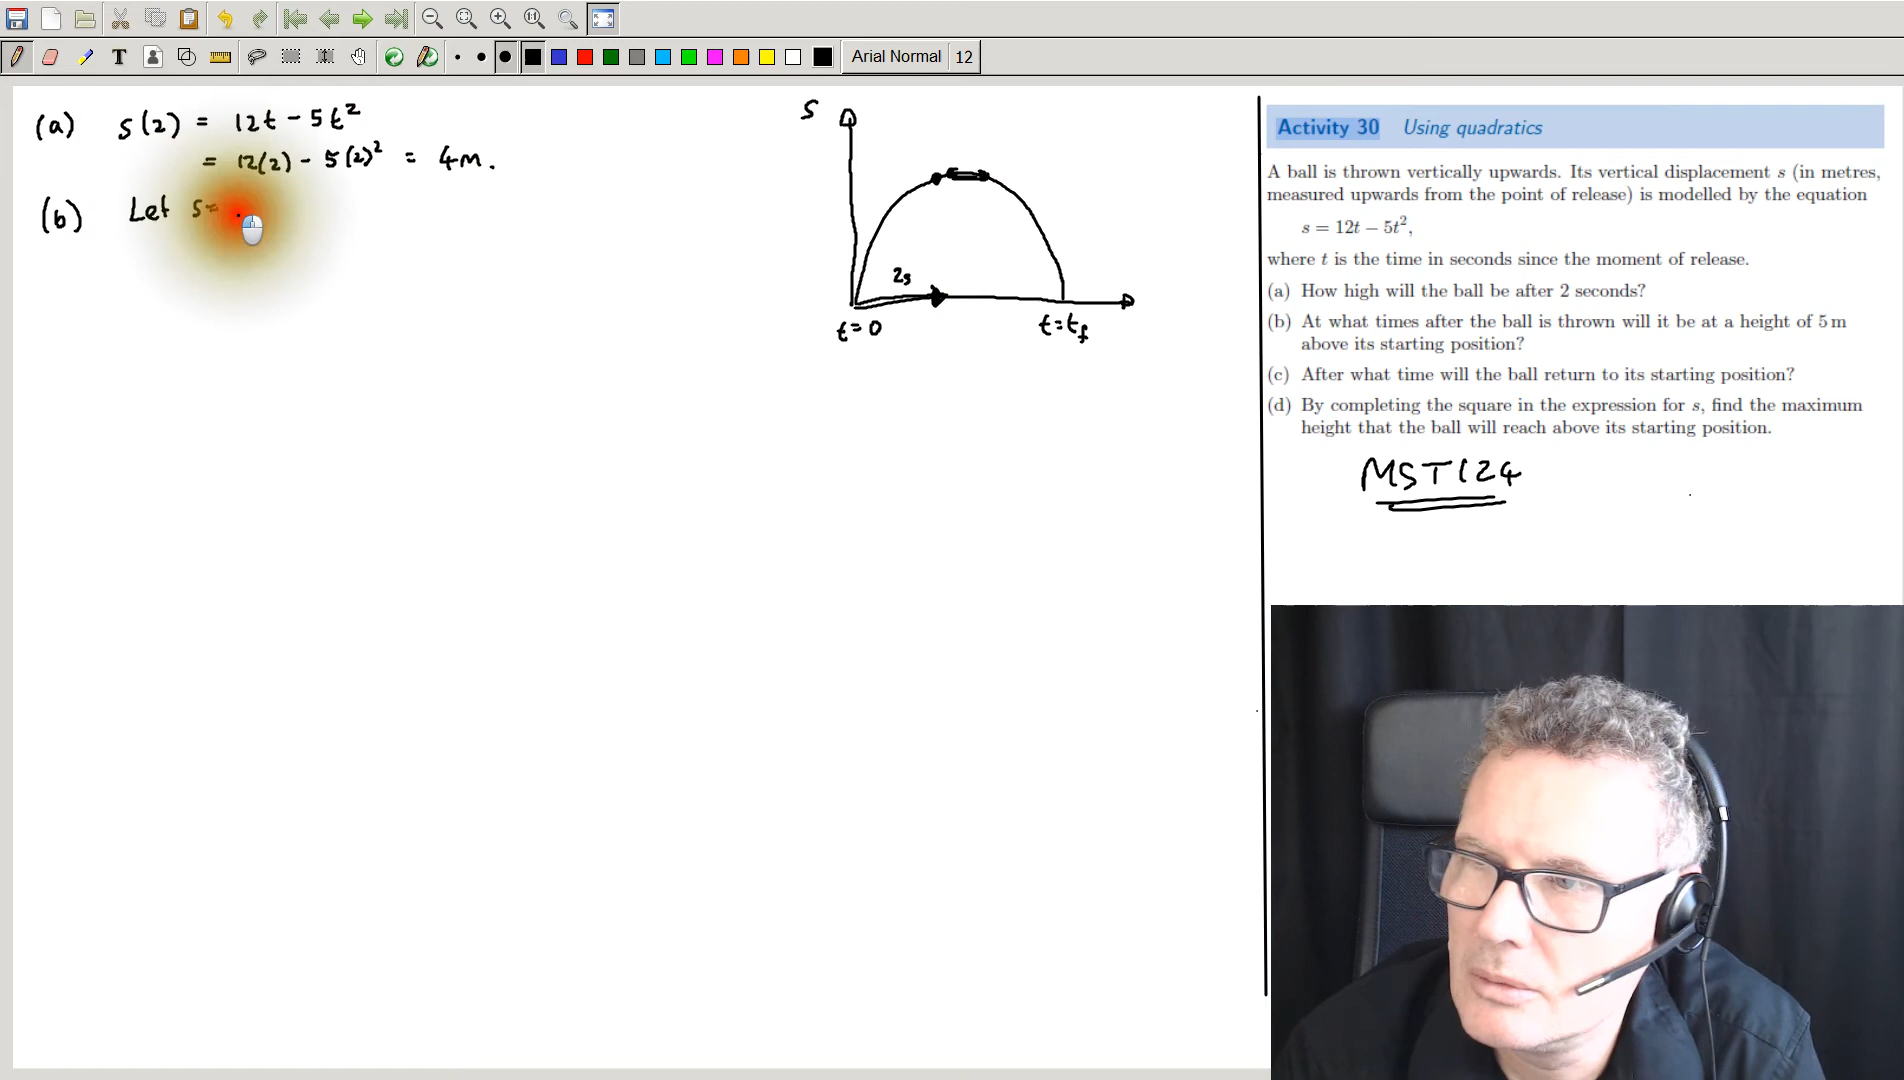 Arial Normal 12
(a) s(2) = 12t - 5t²
= 12(2) - 5(2)² = 4m.
(b) Let s=
s
2s
t=0
t=t_f
Activity 30 Using quadratics
A ball is thrown vertically upwards. Its vertical displacement s (in metres,
measured upwards from the point of release) is modelled by the equation
s = 12t − 5t²,
where t is the time in seconds since the moment of release.
(a) How high will the ball be after 2 seconds?
(b) At what times after the ball is thrown will it be at a height of 5 m
above its starting position?
(c) After what time will the ball return to its starting position?
(d) By completing the square in the expression for s, find the maximum
height that the ball will reach above its starting position.
MST124